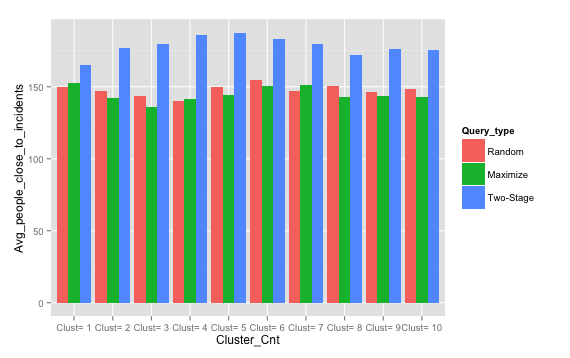 Avg_people_close_to_incidents
150
100
50
0
Clust= 1 Clust= 2 Clust= 3 Clust= 4 Clust= 5 Clust= 6 Clust= 7 Clust= 8 Clust= 9 Clust= 10
Cluster_Cnt
Query_type
Random
Maximize
Two-Stage